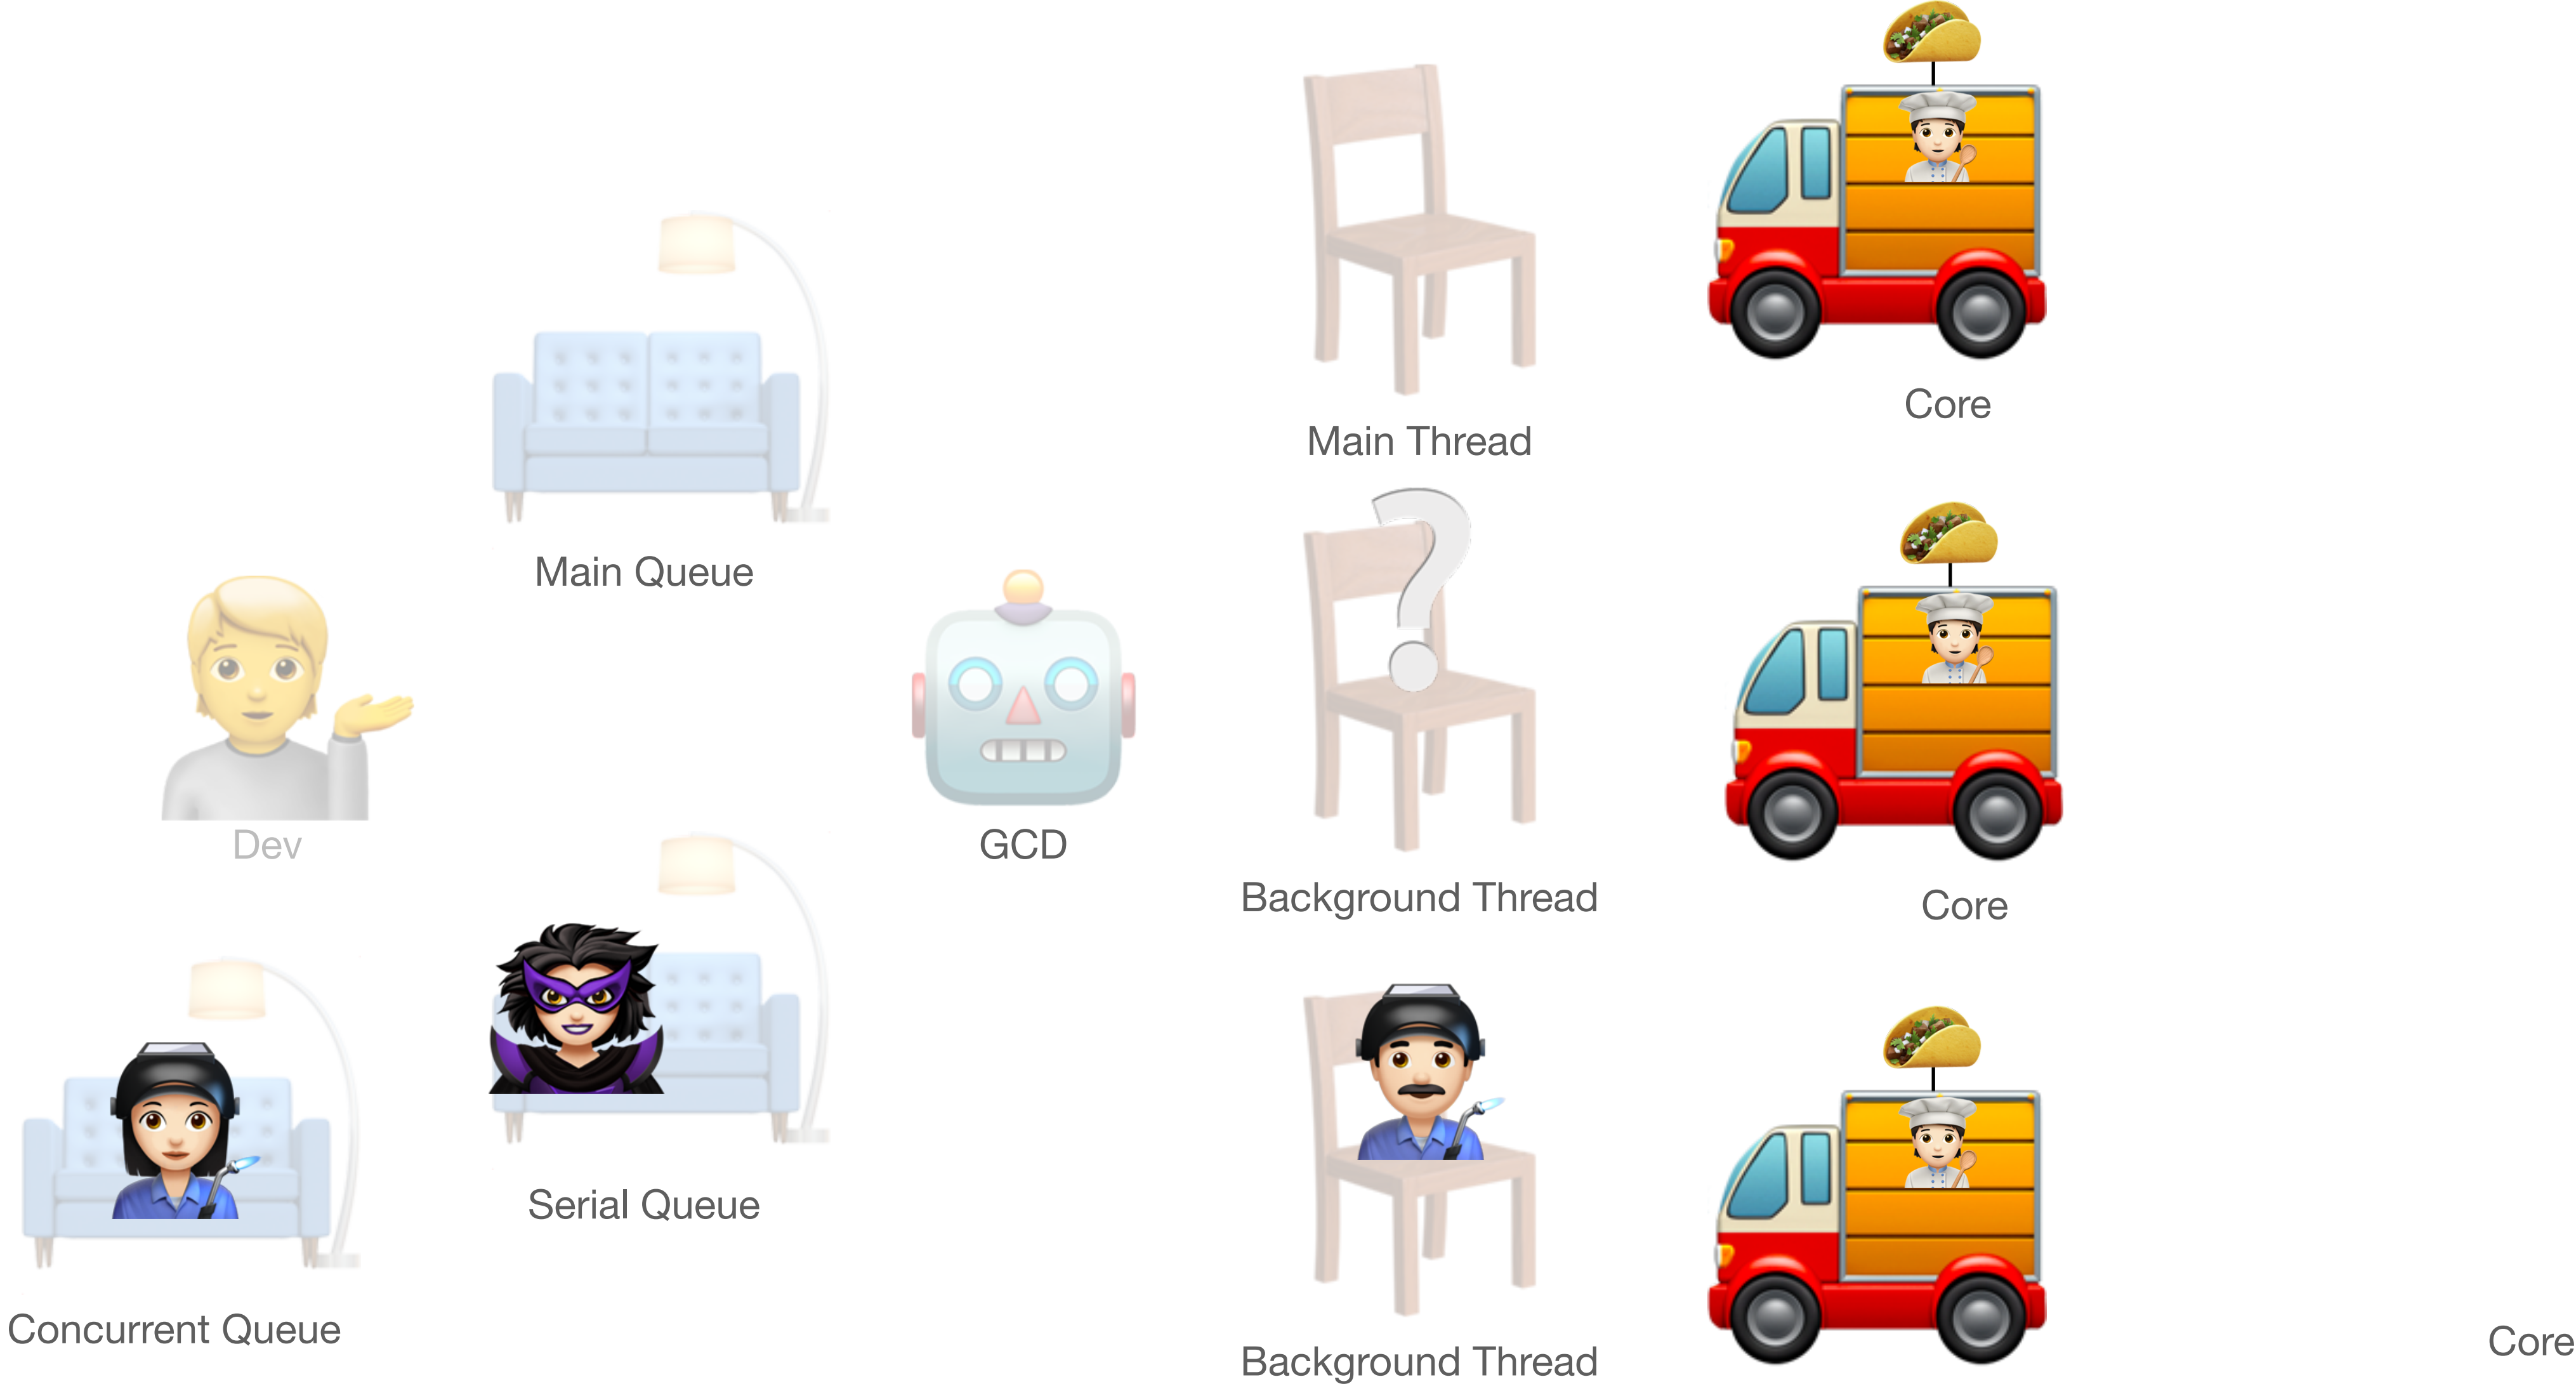 Core
Main Thread
Main Queue
Dev
GCD
Background Thread
Core
Serial Queue
Concurrent Queue
Core
Background Thread